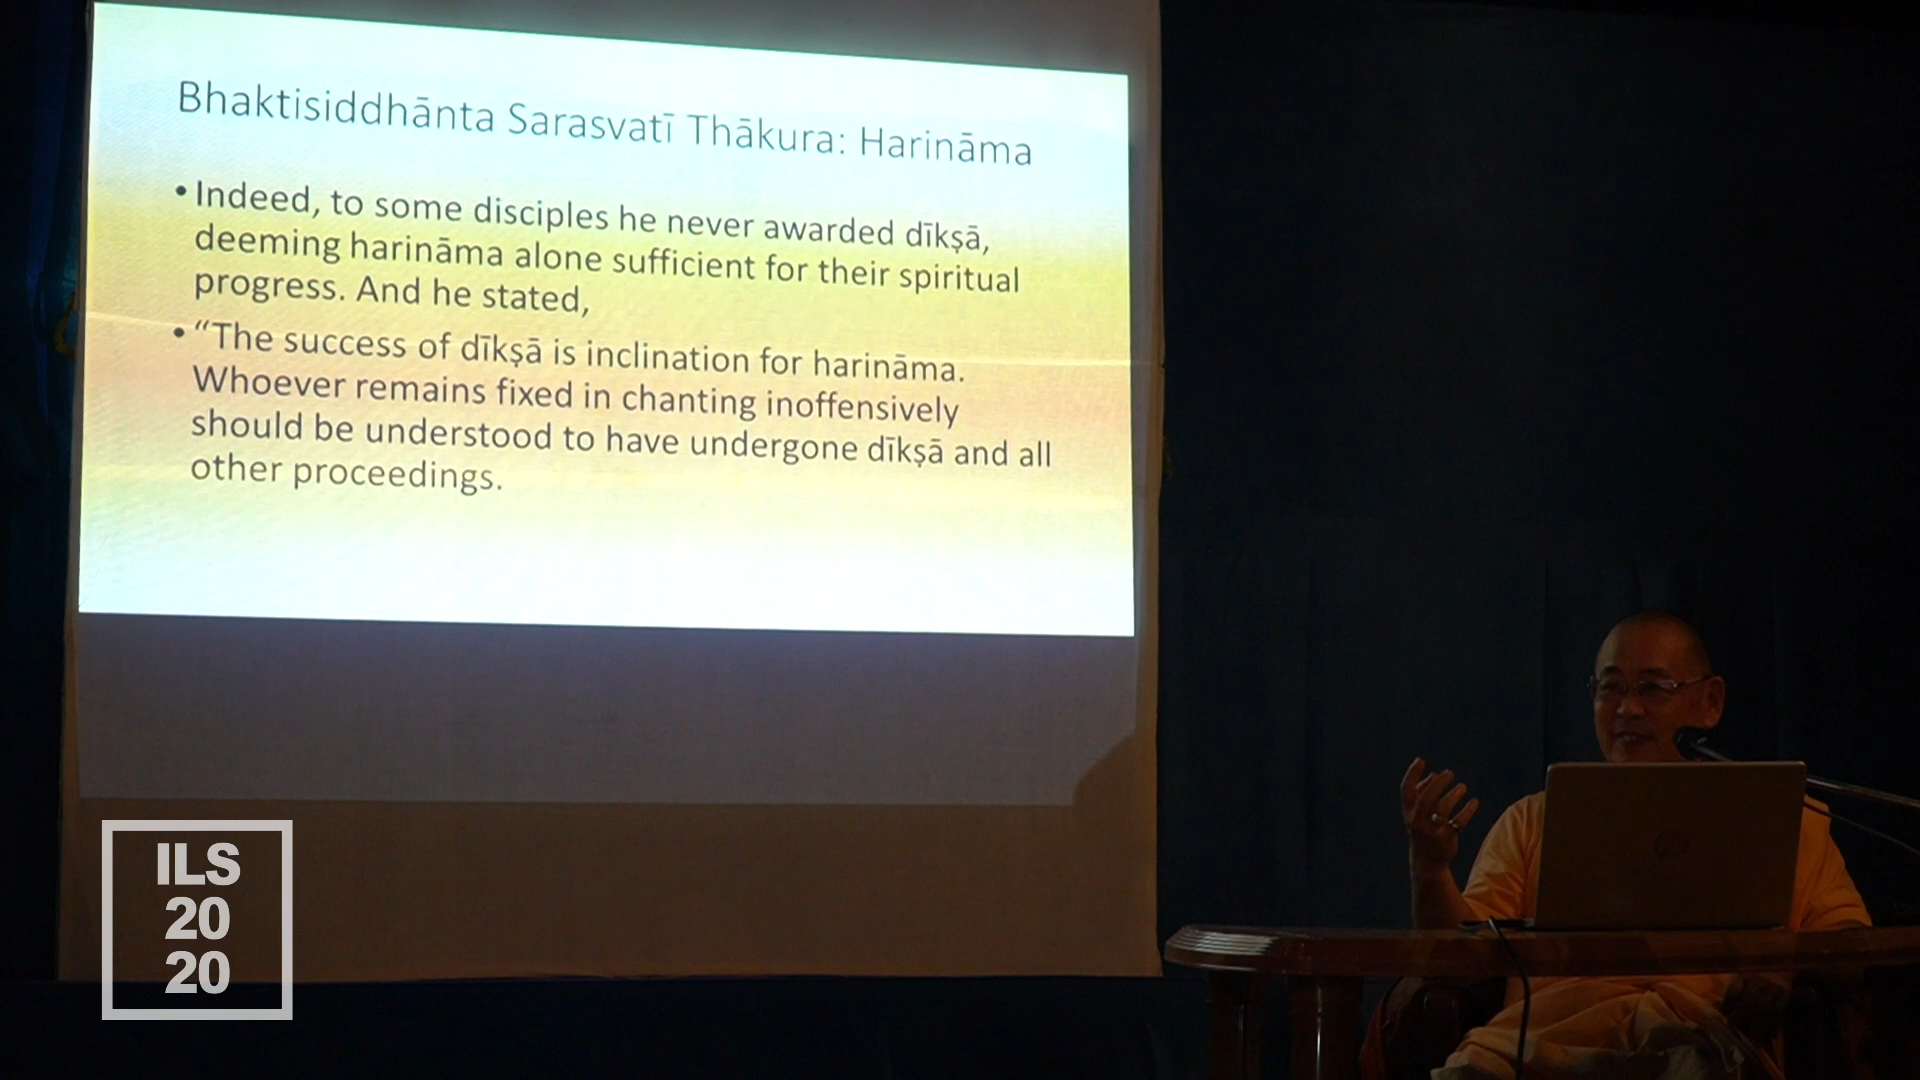 Bhaktisiddhānta Sarasvatī Thākura: Harināma
• Indeed, to some disciples he never awarded dīkṣā,
deeming harināma alone sufficient for their spiritual
progress. And he stated,
• “The success of dīkṣā is inclination for harināma.
Whoever remains fixed in chanting inoffensively
should be understood to have undergone dīkṣā and all
other proceedings.
ILS
20
20